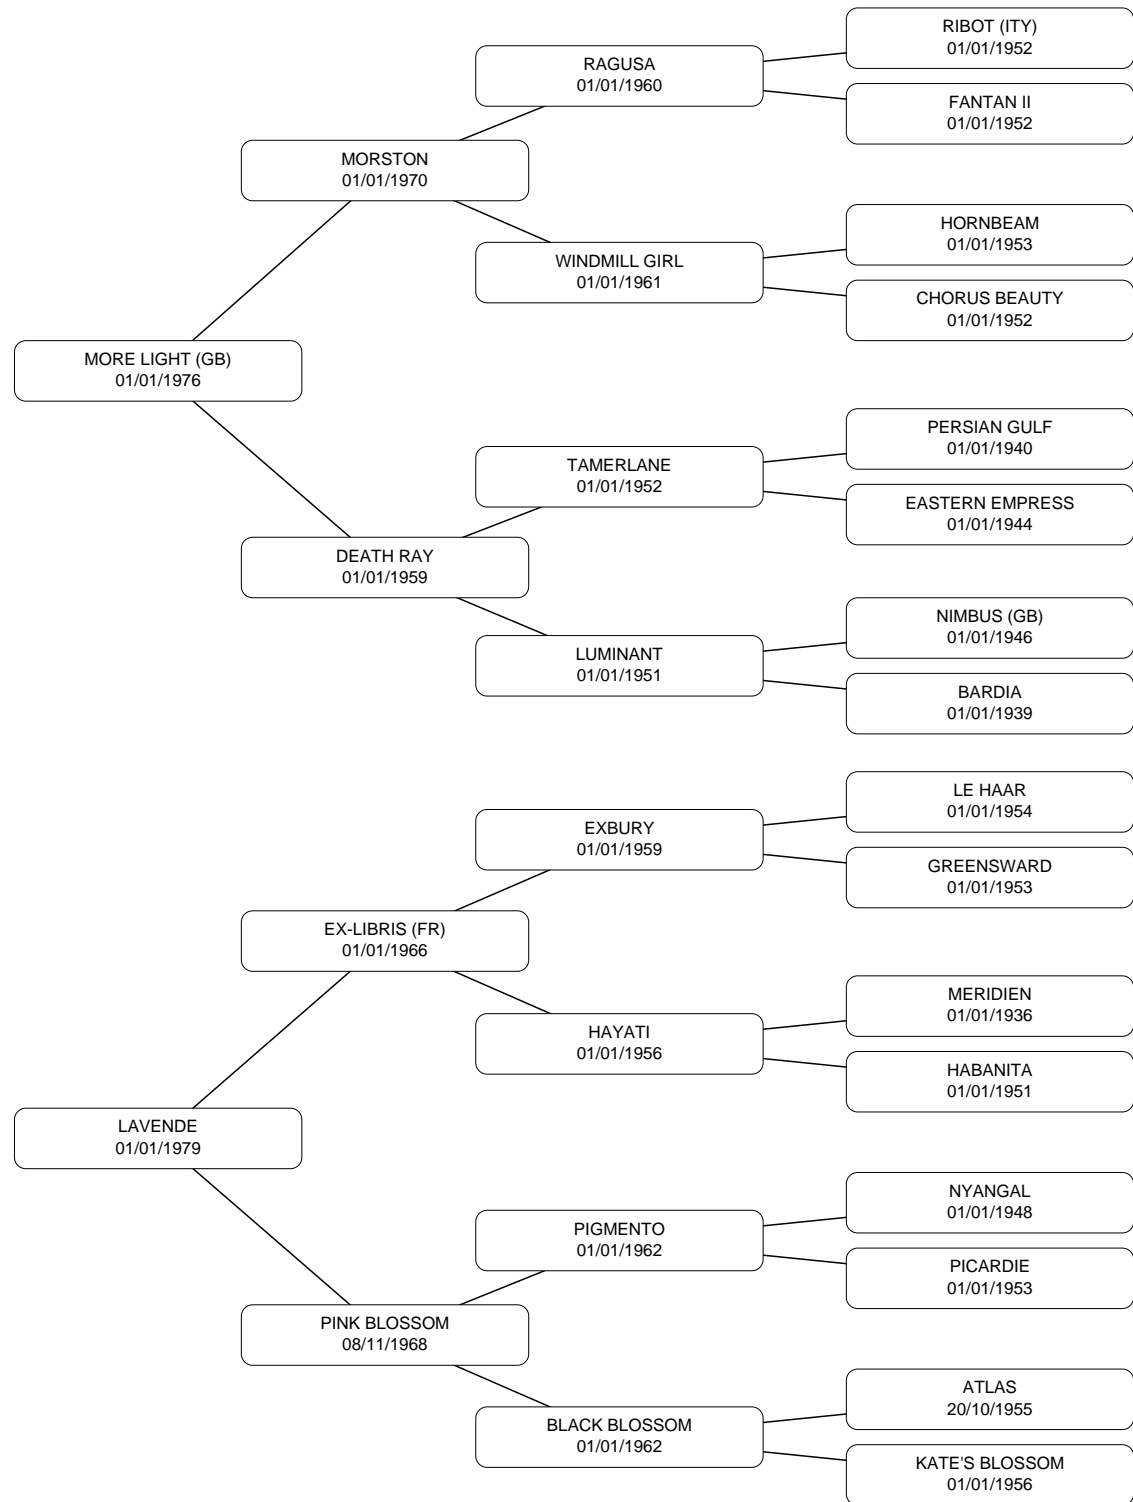 RIBOT (ITY)
01/01/1952
RAGUSA
01/01/1960
FANTAN II
01/01/1952
MORSTON
01/01/1970
HORNBEAM
01/01/1953
WINDMILL GIRL
01/01/1961
CHORUS BEAUTY
01/01/1952
MORE LIGHT (GB)
01/01/1976
PERSIAN GULF
01/01/1940
TAMERLANE
01/01/1952
EASTERN EMPRESS
01/01/1944
DEATH RAY
01/01/1959
NIMBUS (GB)
01/01/1946
LUMINANT
01/01/1951
BARDIA
01/01/1939
LE HAAR
01/01/1954
EXBURY
01/01/1959
GREENSWARD
01/01/1953
EX-LIBRIS (FR)
01/01/1966
MERIDIEN
01/01/1936
HAYATI
01/01/1956
HABANITA
01/01/1951
LAVENDE
01/01/1979
NYANGAL
01/01/1948
PIGMENTO
01/01/1962
PICARDIE
01/01/1953
PINK BLOSSOM
08/11/1968
ATLAS
20/10/1955
BLACK BLOSSOM
01/01/1962
KATE'S BLOSSOM
01/01/1956